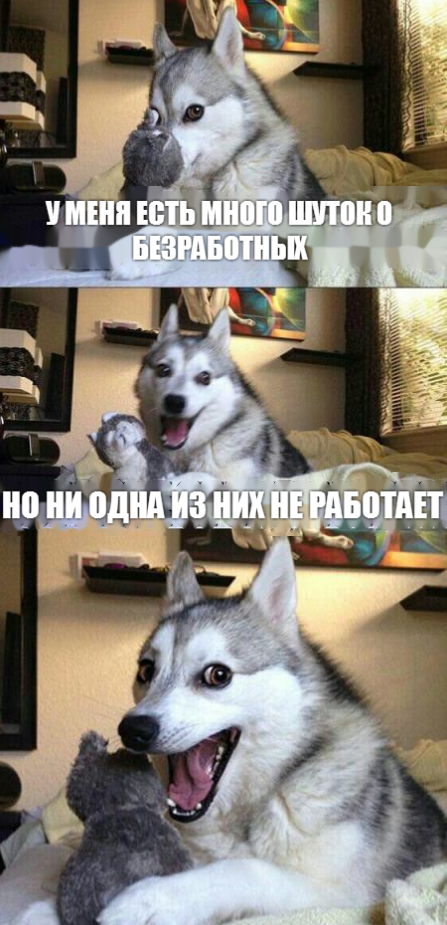 У МЕНЯ ЕСТЬ МНОГО ШУТОК О
БЕЗРАБОТНЫХ
НО НИ ОДНА ИЗ НИХ НЕ РАБОТАЕТ